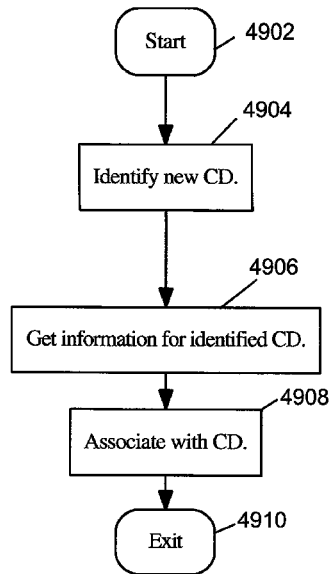 Start
4902
4904
Identify new CD.
4906
Get information for identified CD.
4908
Associate with CD.
4910
Exit